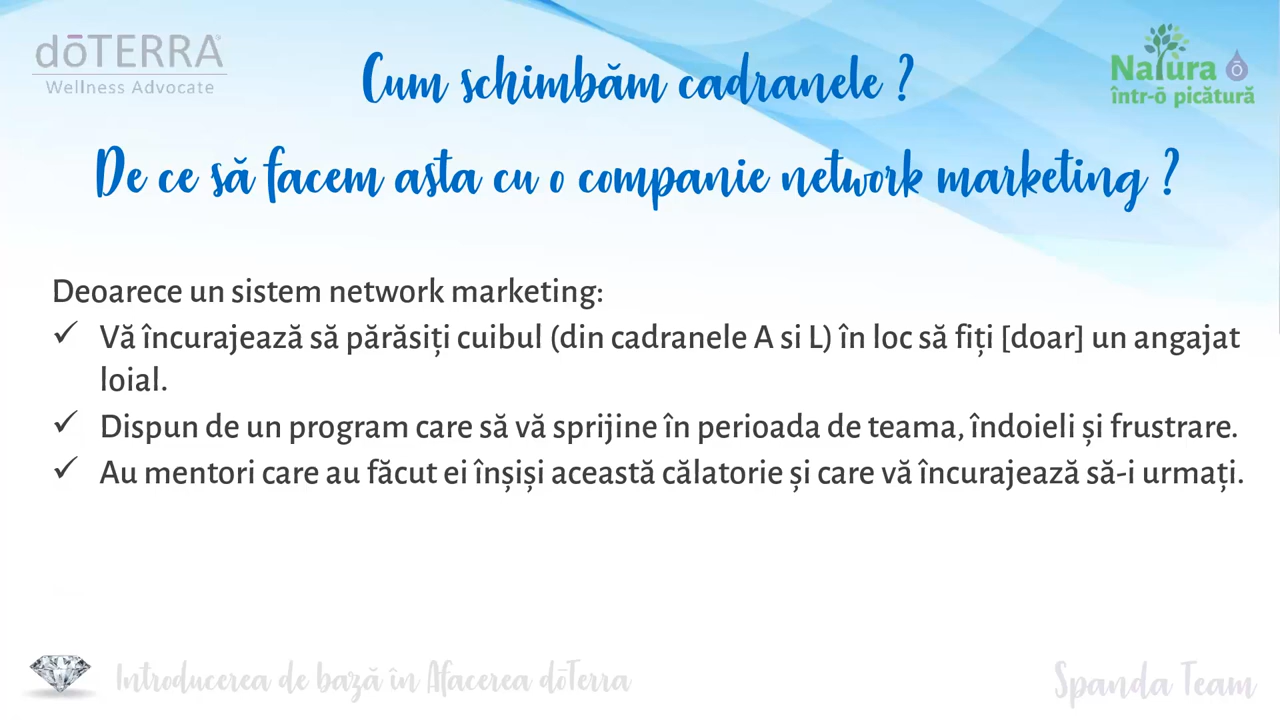 dōTERRA
Wellness Advocate
Natura
într-ō picătură
Cum schimbăm cadranele ?
De ce să facem asta cu o companie network marketing ?
Deoarece un sistem network marketing:
✓ Vă încurajează să părăsiți cuibul (din cadranele A si L) în loc să fiți [doar] un angajat
loial.
✓ Dispun de un program care să vă sprijine în perioada de teama, îndoieli și frustrare.
✓ Au mentori care au făcut ei înșiși această călatorie și care vă încurajează să-i urmați.
Introducerea de bază în Afacerea dōTerra
Spanda Team